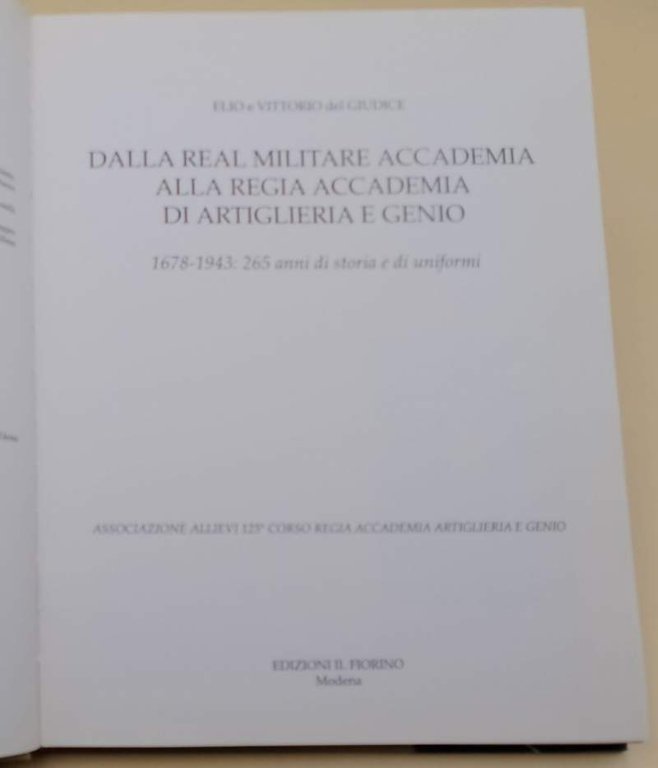 ELIO e VITTORIO del GIUDICE
DALLA REAL MILITARE ACCADEMIA
ALLA REGIA ACCADEMIA
DI ARTIGLIERIA E GENIO
1678-1943: 265 anni di storia e di uniformi
ASSOCIAZIONE ALLIEVI 125° CORSO REGIA ACCADEMIA ARTIGLIERIA E GENIO
EDIZIONI IL FIORINO
Modena